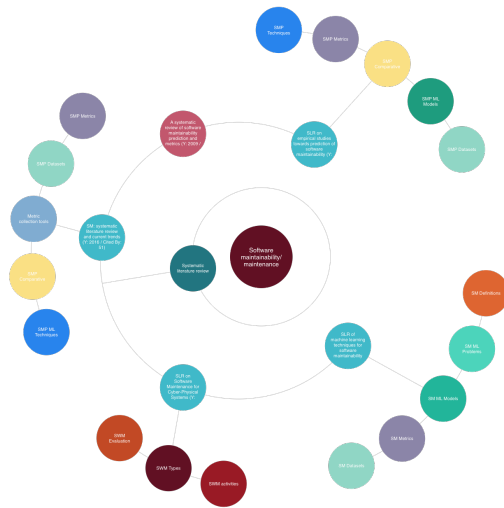 SMP
Techniques
SMP Metrics
SMP
SMP ML
Models
SMP Datasets
SMP Metrics
SMP Datasets
Metric
collection tools
SMP
SMP ML
Techniques
A systematic
review of software
maintainability
prediction and
metrics (Y: 2009 /
SLR on
empirical studies
towards prediction of
software
maintainability (Y:
SM: systematic
literature review
and current trends
(Y: 2016 / Cited By:
Systematic
literature review
Software
maintainability/
maintenance
SLR of
machine learning
techniques for
software
maintainability
SM Definitions
SM ML
Problems
SM ML Models
SM Metrics
SM Datasets
SLR on
Software
Maintenance for
Cyber-Physical
Systems (Y:
SWM
Evaluation
SWM Types
SWM activities